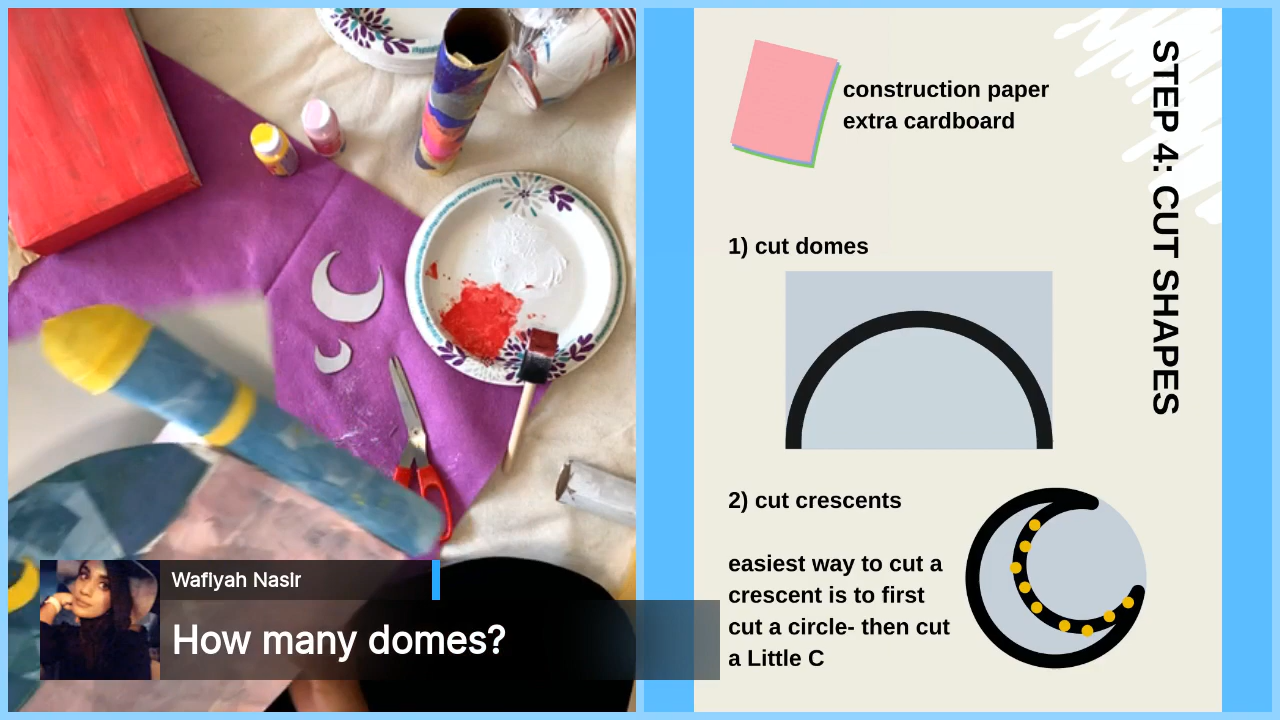 construction paper
extra cardboard
STEP 4: CUT SHAPES
1) cut domes
2) cut crescents
easiest way to cut a
crescent is to first
cut a circle- then cut
a Little C
Wafiyah Nasir
How many domes?